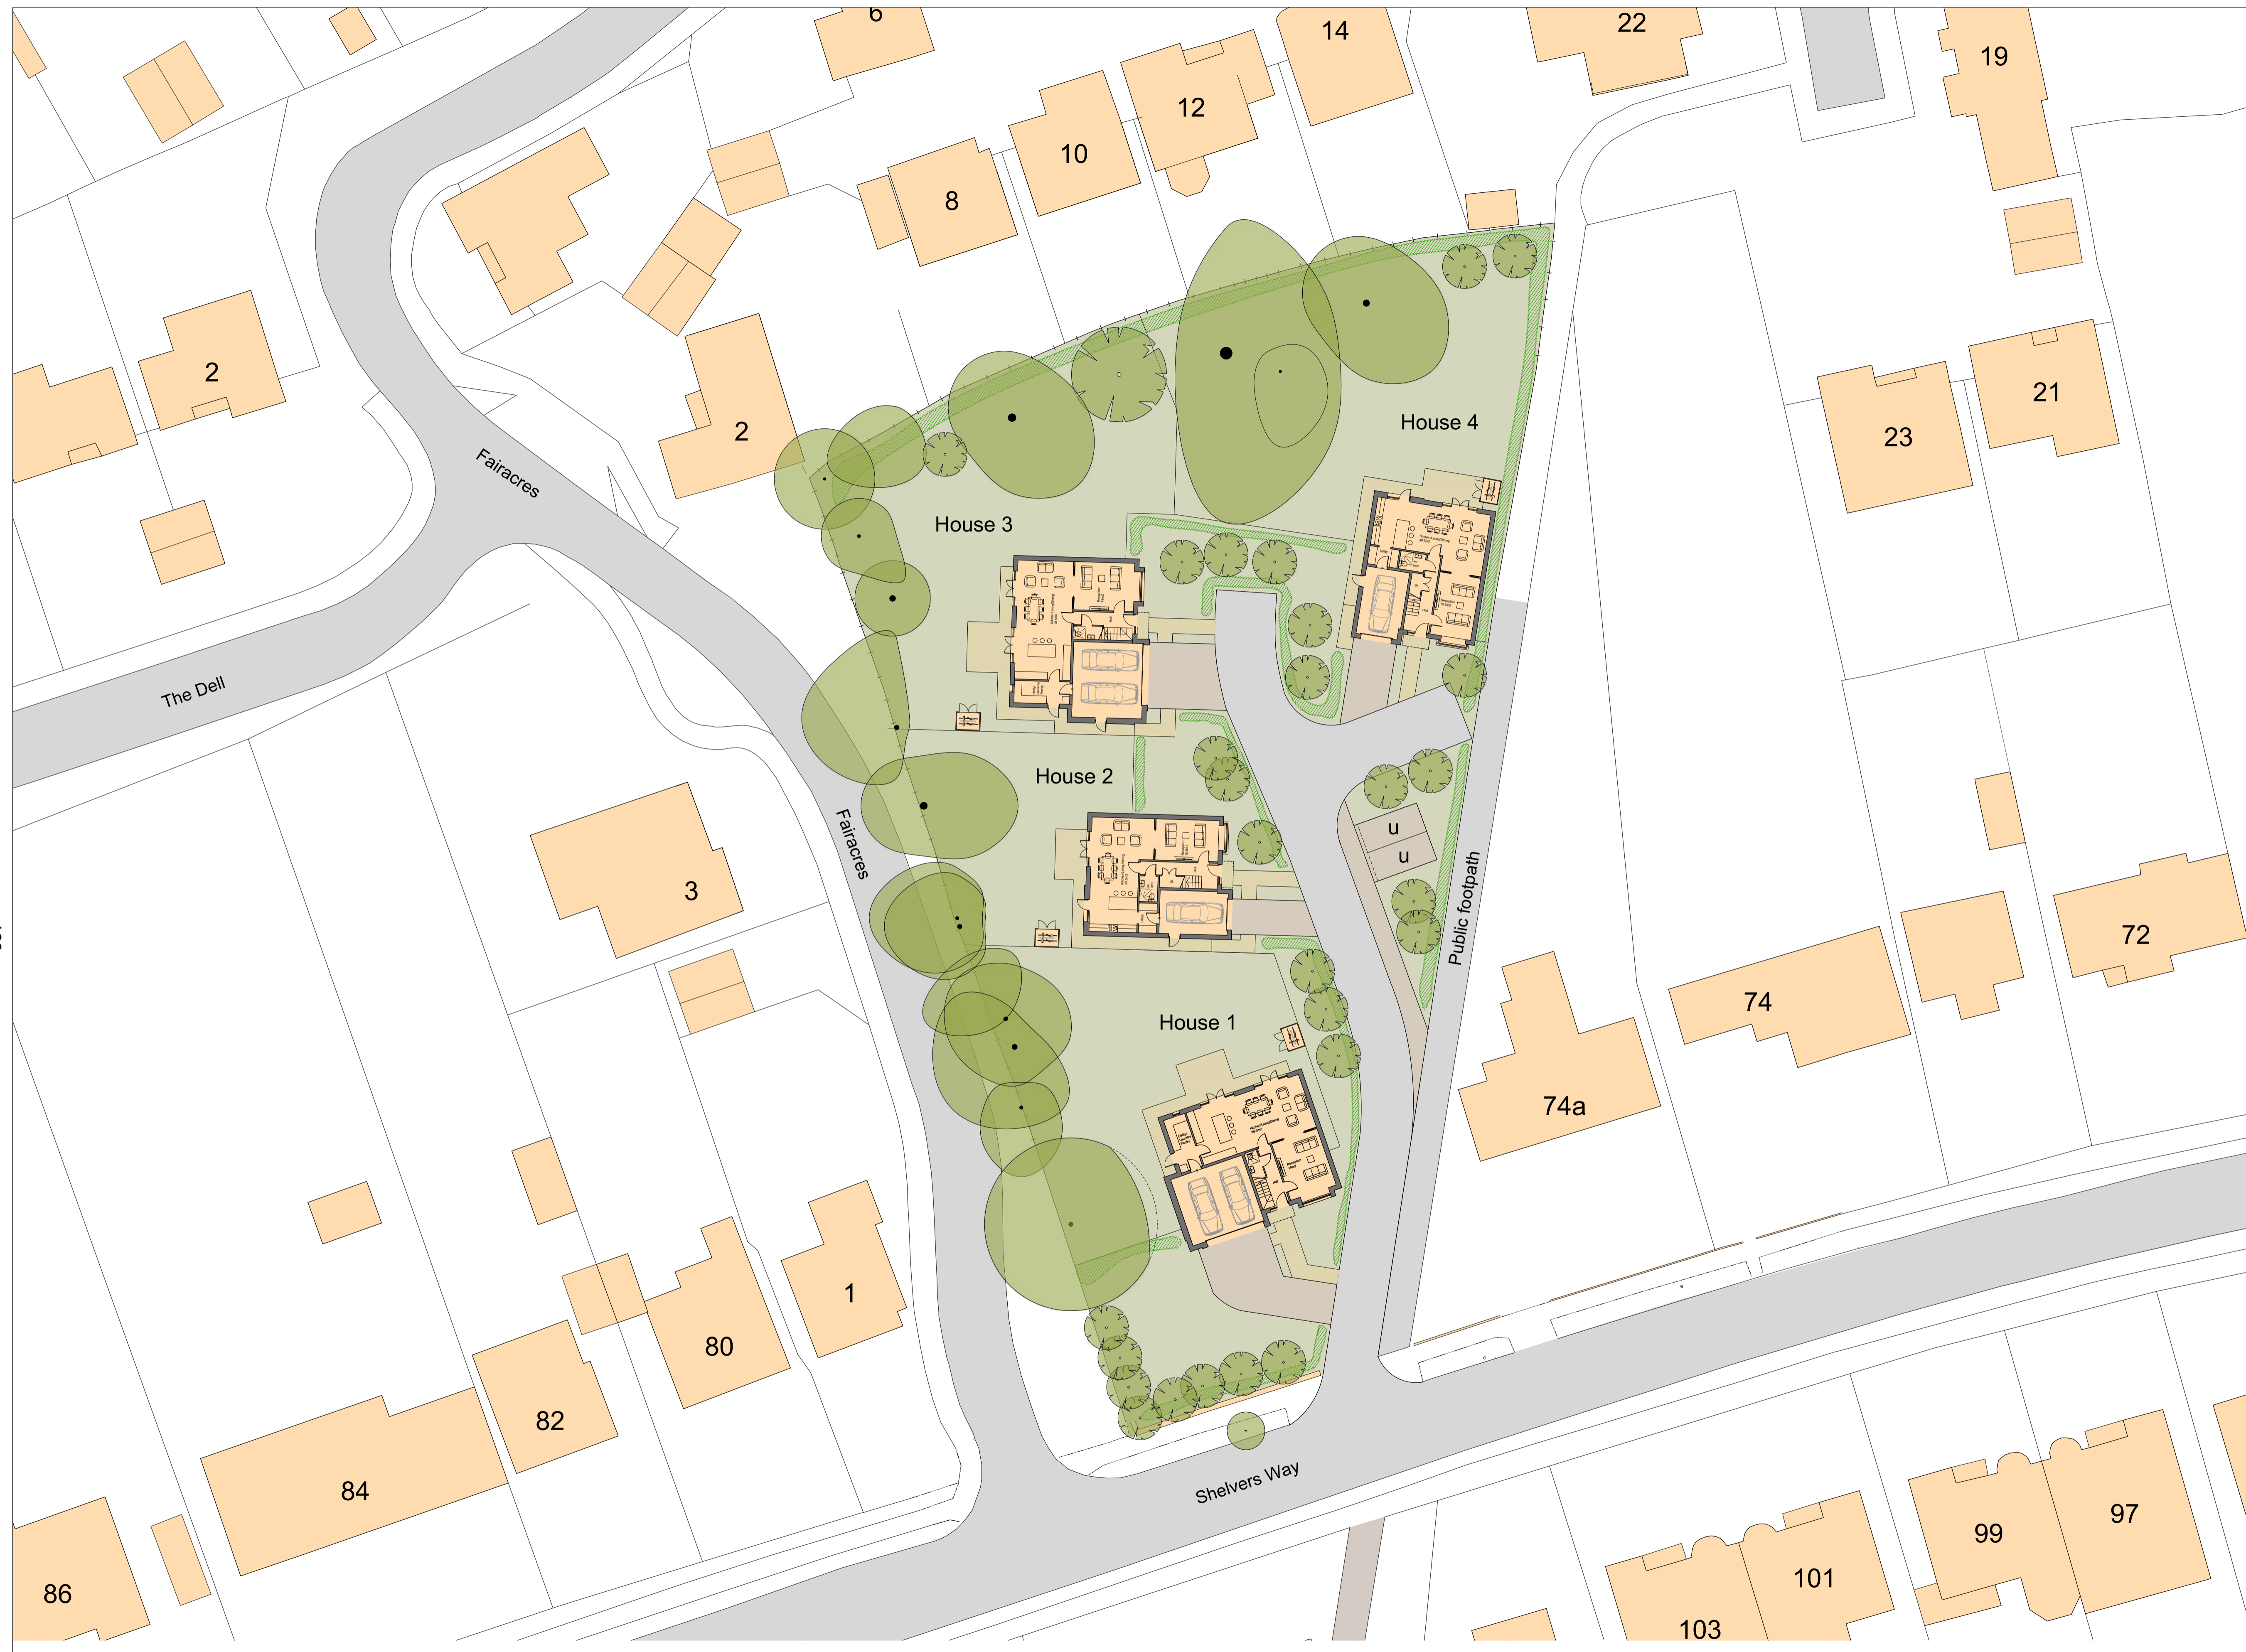 6
14
22
19
12
10
8
2
2
21
23
House 4
Fairacres
House 3
The Dell
House 2
u
u
Public footpath
Fairacres
3
72
74
House 1
74a
1
80
82
84
Shelvers Way
86
97
99
101
103